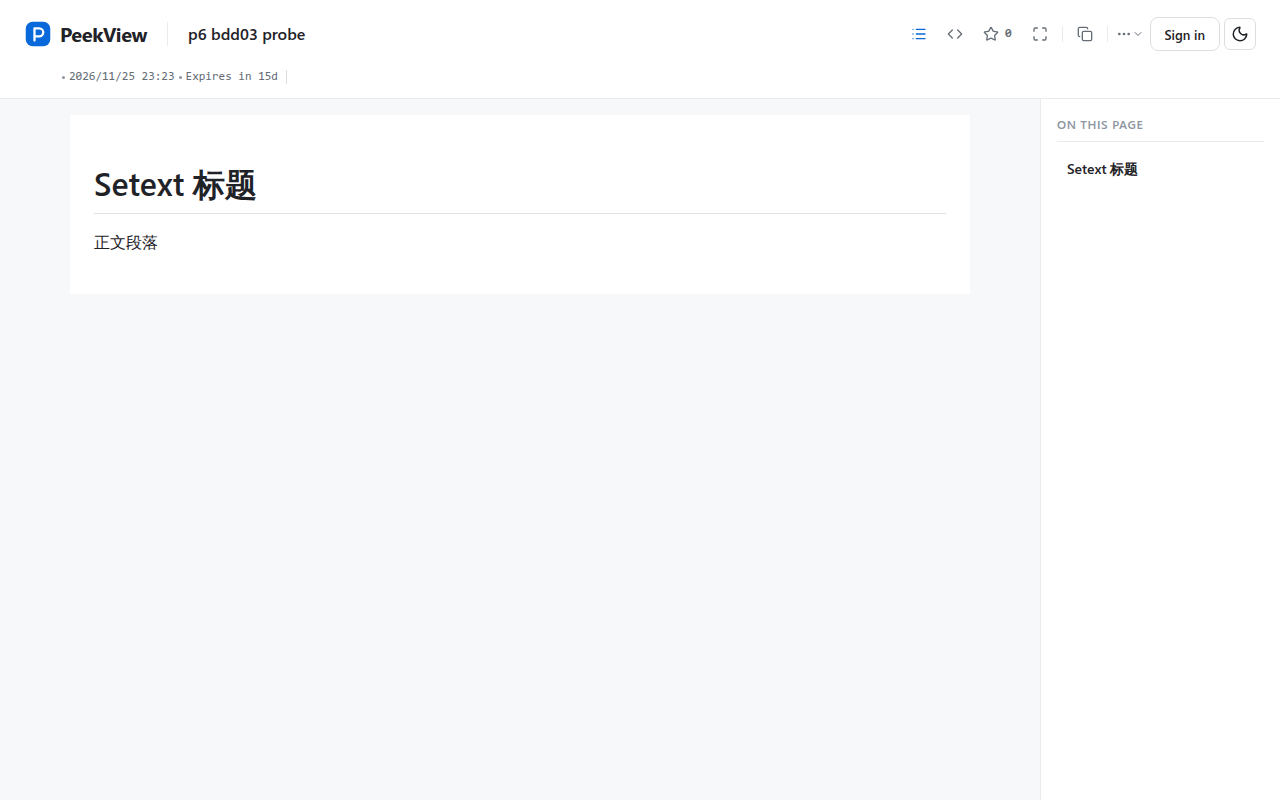 PeekView
p6 bdd03 probe
0
Sign in
• 2026/11/25 23:23 • Expires in 15d
ON THIS PAGE
Setext 标题
Setext 标题
正文段落